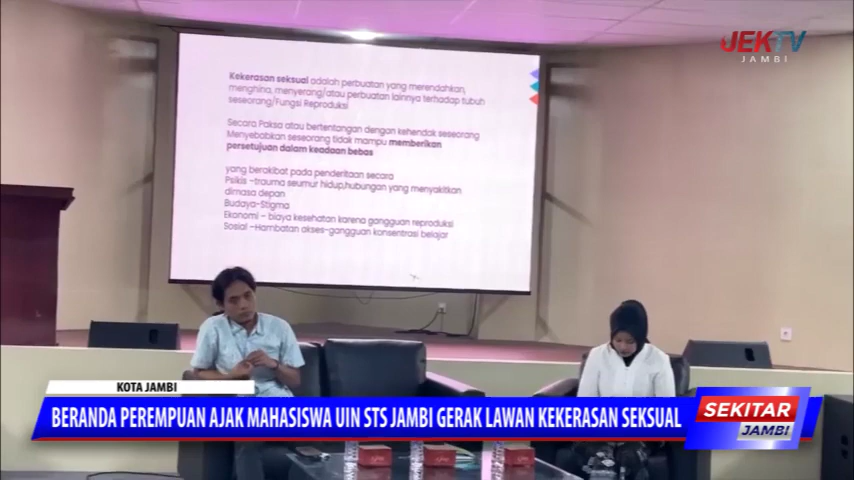 JEKTV
JAMBI
Kekerasan seksual adalah perbuatan yang merendahkan,
menghina, menyerang/atau perbuatan lainnya terhadap tubuh
seseorang/Fungsi Reproduksi
Secara Paksa atau bertentangan dengan kehendak seseorang
Menyebabkan seseorang tidak mampu memberikan
persetujuan dalam keadaan bebas
yang berakibat pada penderitaan secara
Psikis -trauma seumur hidup,hubungan yang menyakitkan
dimasa depan
Budaya-Stigma
Ekonomi – biaya kesehatan karena gangguan reproduksi
Sosial -Hambatan akses-gangguan konsentrasi belajar
KOTA JAMBI
BERANDA PEREMPUAN AJAK MAHASISWA UIN STS JAMBI GERAK LAWAN KEKERASAN SEKSUAL
SEKITAR
JAMBI